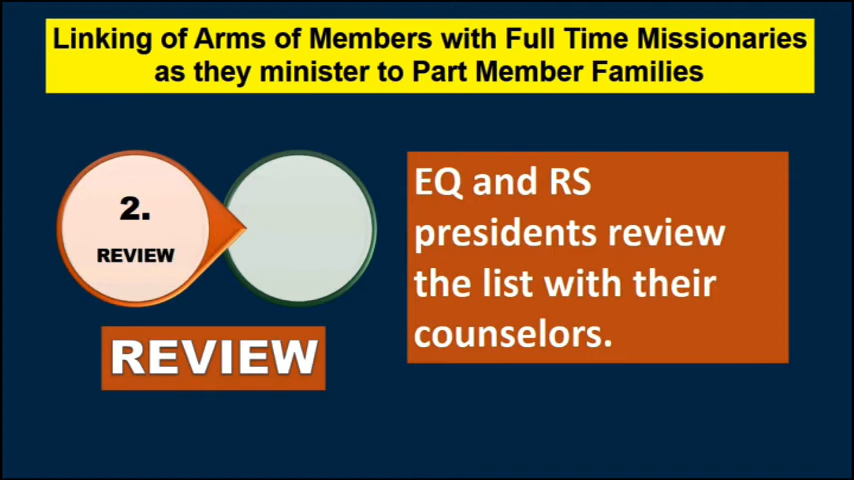 Linking of Arms of Members with Full Time Missionaries
as they minister to Part Member Families
2.
REVIEW
REVIEW
EQ and RS
presidents review
the list with their
counselors.